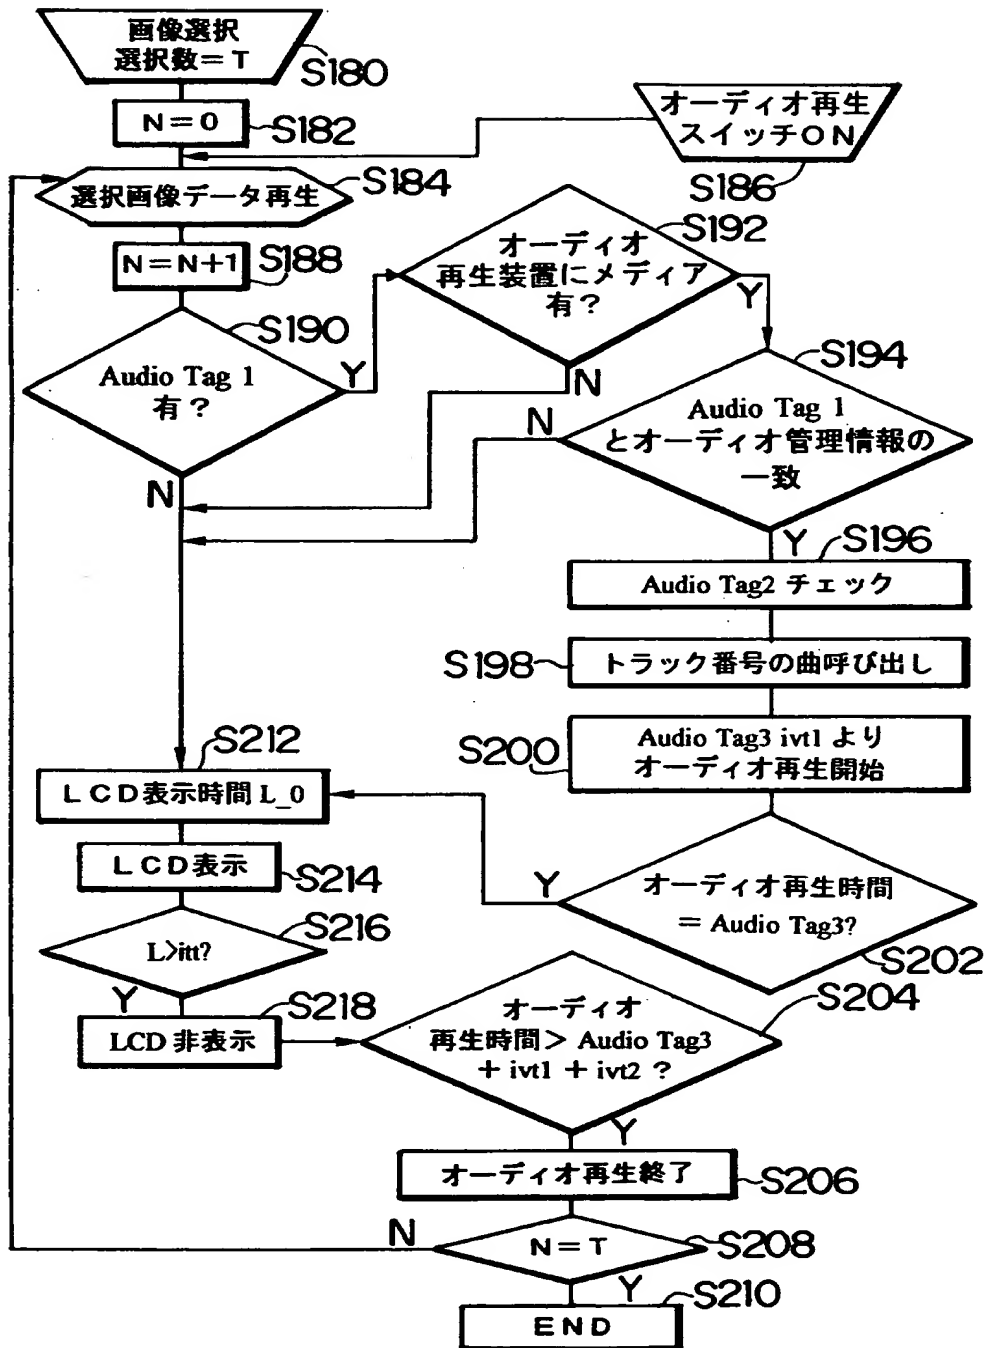 画像選択
選択数＝T
S180
N＝0
S182
オーディオ再生
スイッチON
S186
選択画像データ再生
S184
N＝N+1
S188
オーディオ
再生装置にメディア
有？
S192
Y
N
Audio Tag 1
有？
S190
Y
N
Audio Tag 1
とオーディオ管理情報の
一致
S194
N
Y
Audio Tag2 チェック
S196
トラック番号の曲呼び出し
S198
Audio Tag3 ivt1 より
オーディオ再生開始
S200
オーディオ再生時間
＝ Audio Tag3?
S202
Y
LCD表示時間 L_0
S212
LCD表示
S214
L>itt?
S216
Y
LCD 非表示
S218
オーディオ
再生時間＞ Audio Tag3
＋ ivt1 ＋ ivt2 ？
S204
Y
オーディオ再生終了
S206
N＝T
S208
N
Y
END
S210